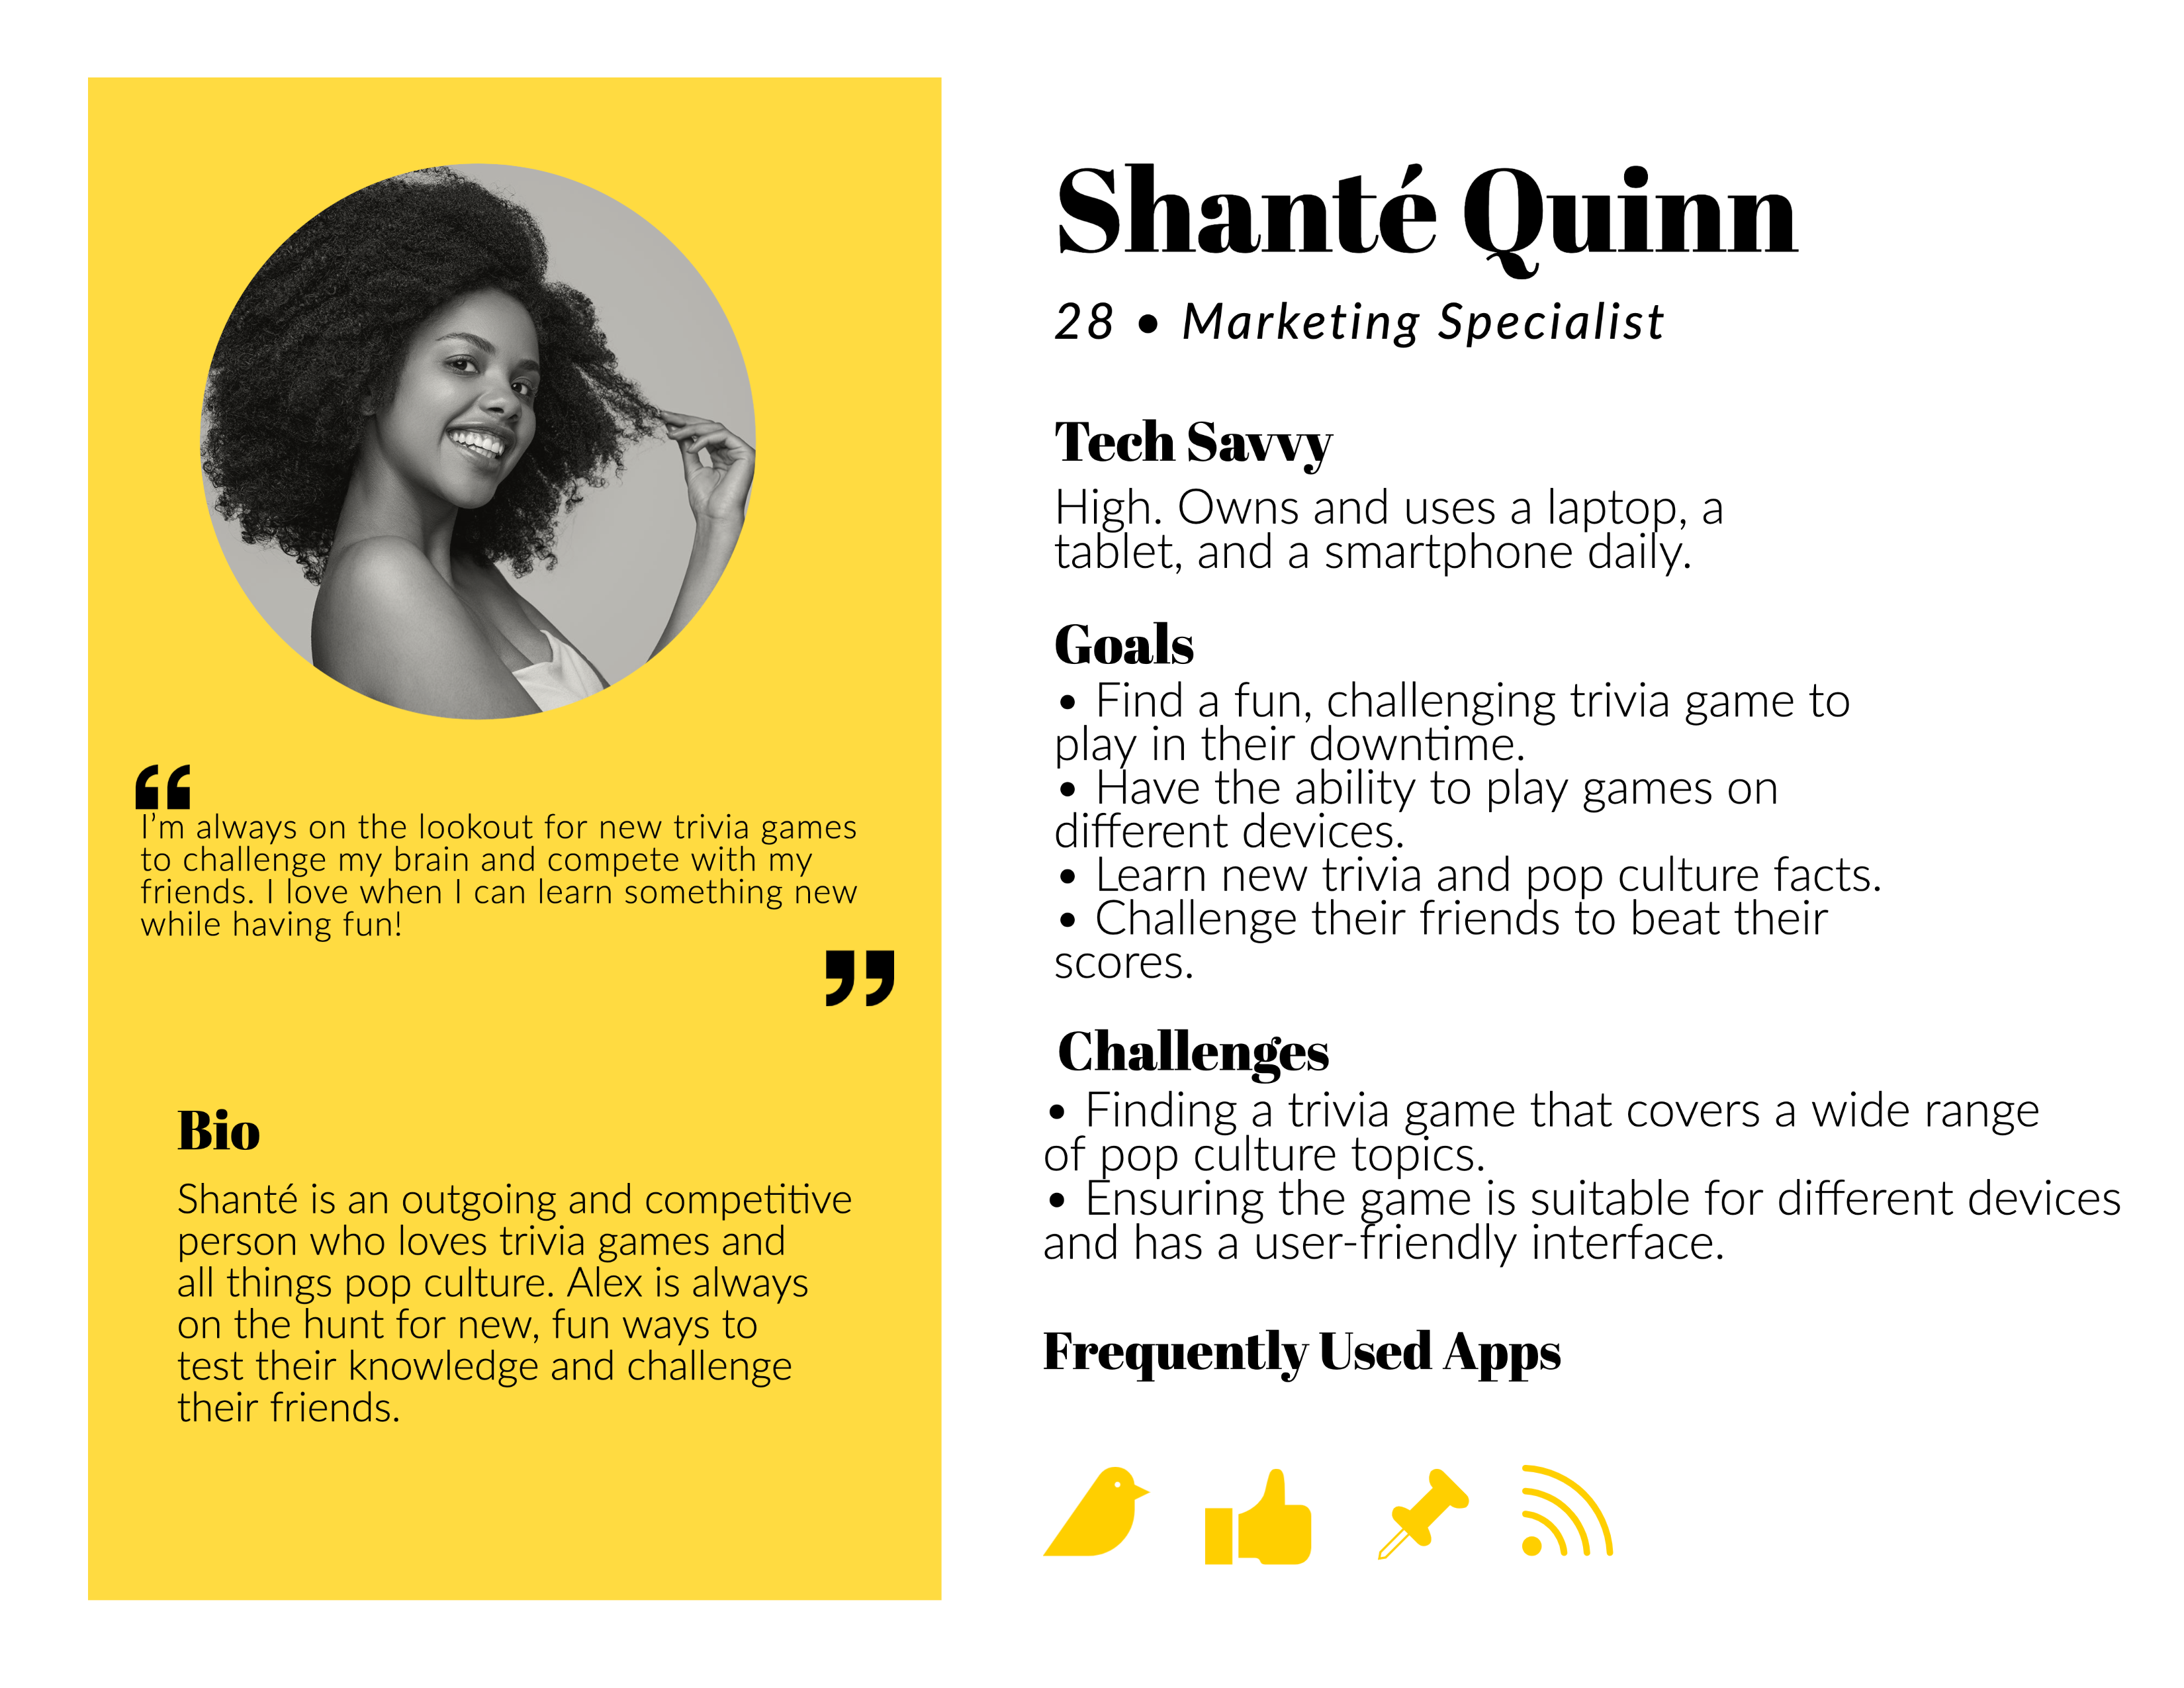 “
I’m always on the lookout for new trivia games
to challenge my brain and compete with my
friends. I love when I can learn something new
while having fun!
”
Bio
Shanté is an outgoing and competitive
person who loves trivia games and
all things pop culture. Alex is always
on the hunt for new, fun ways to
test their knowledge and challenge
their friends.
Shanté Quinn
28 • Marketing Specialist
Tech Savvy
High. Owns and uses a laptop, a
tablet, and a smartphone daily.
Goals
• Find a fun, challenging trivia game to
play in their downtime.
• Have the ability to play games on
different devices.
• Learn new trivia and pop culture facts.
• Challenge their friends to beat their
scores.
Challenges
• Finding a trivia game that covers a wide range
of pop culture topics.
• Ensuring the game is suitable for different devices
and has a user-friendly interface.
Frequently Used Apps